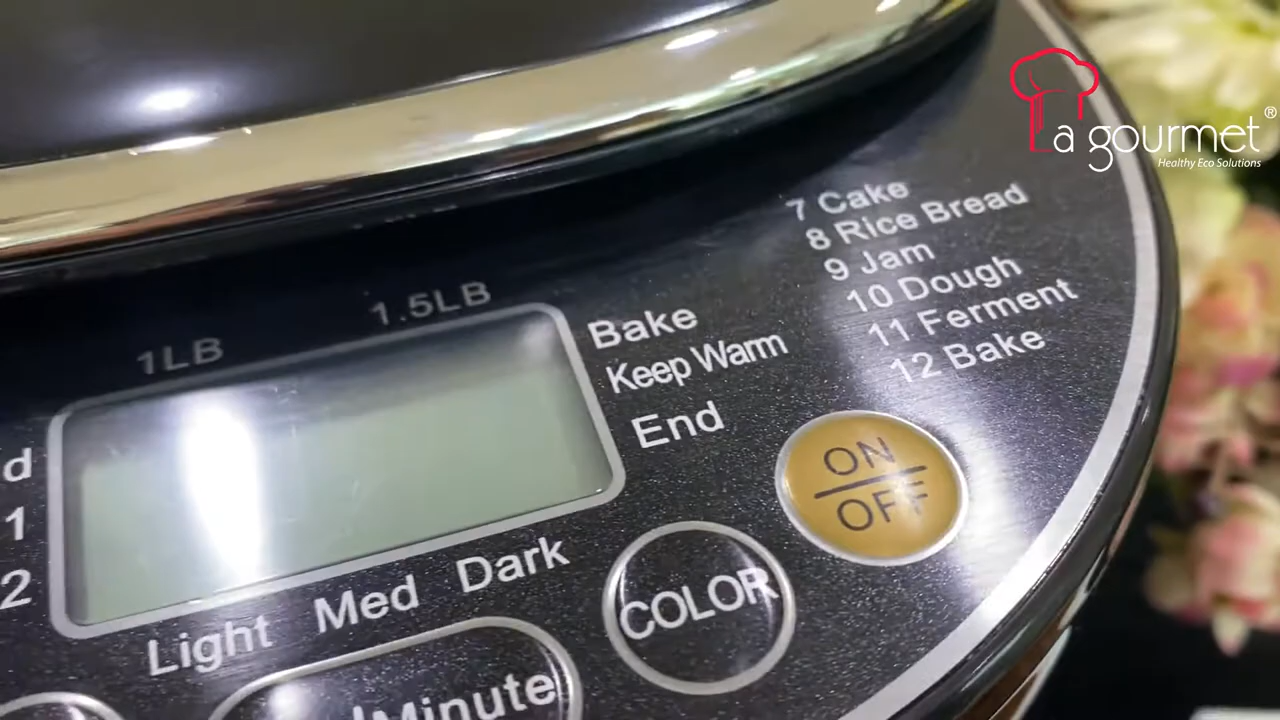 La gourmet®
Healthy Eco Solutions
7 Cake
8 Rice Bread
9 Jam
10 Dough
11 Ferment
12 Bake
1LB
1.5LB
Bake
Keep Warm
End
1
2
Light Med Dark
ON
OFF
COLOR
Minute